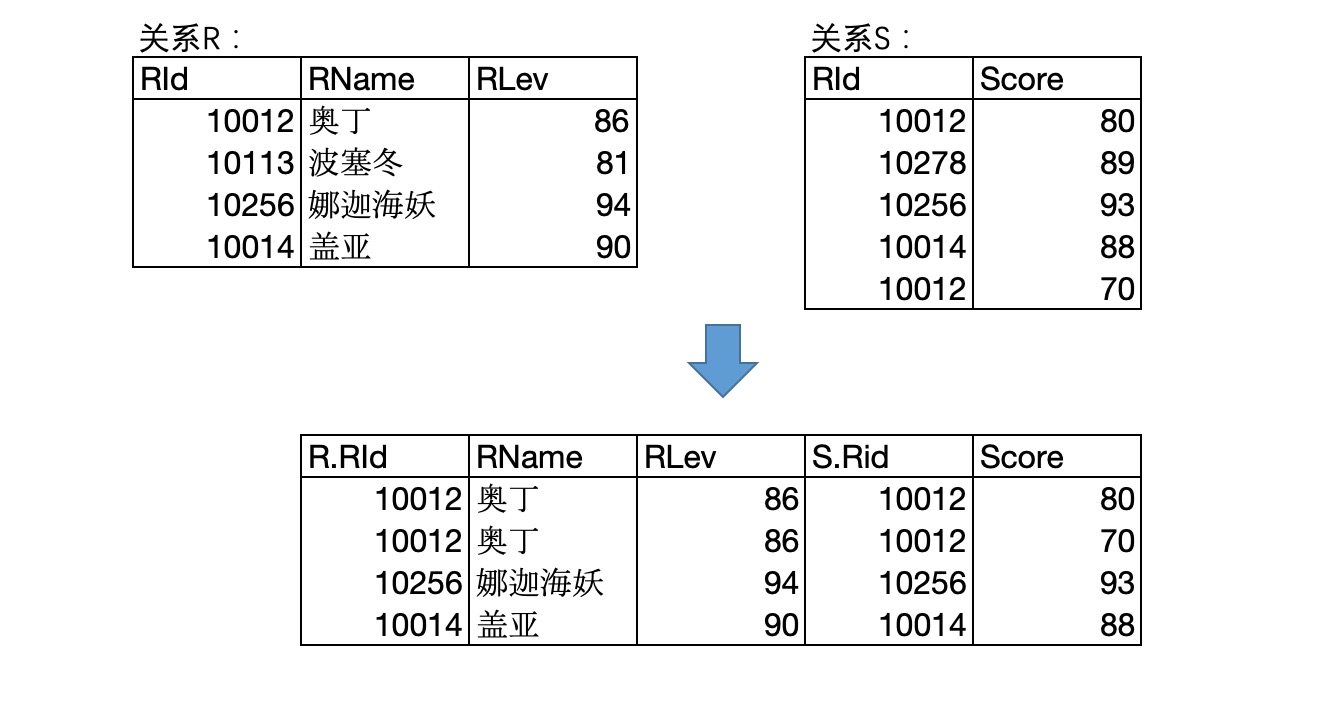 关系R： 关系S：
RId RName RLev RId Score
10012 奥丁 86 10012 80
10113 波塞冬 81 10278 89
10256 娜迦海妖 94 10256 93
10014 盖亚 90 10014 88
10012 70
R.RId RName RLev S.Rid Score
10012 奥丁 86 10012 80
10012 奥丁 86 10012 70
10256 娜迦海妖 94 10256 93
10014 盖亚 90 10014 88